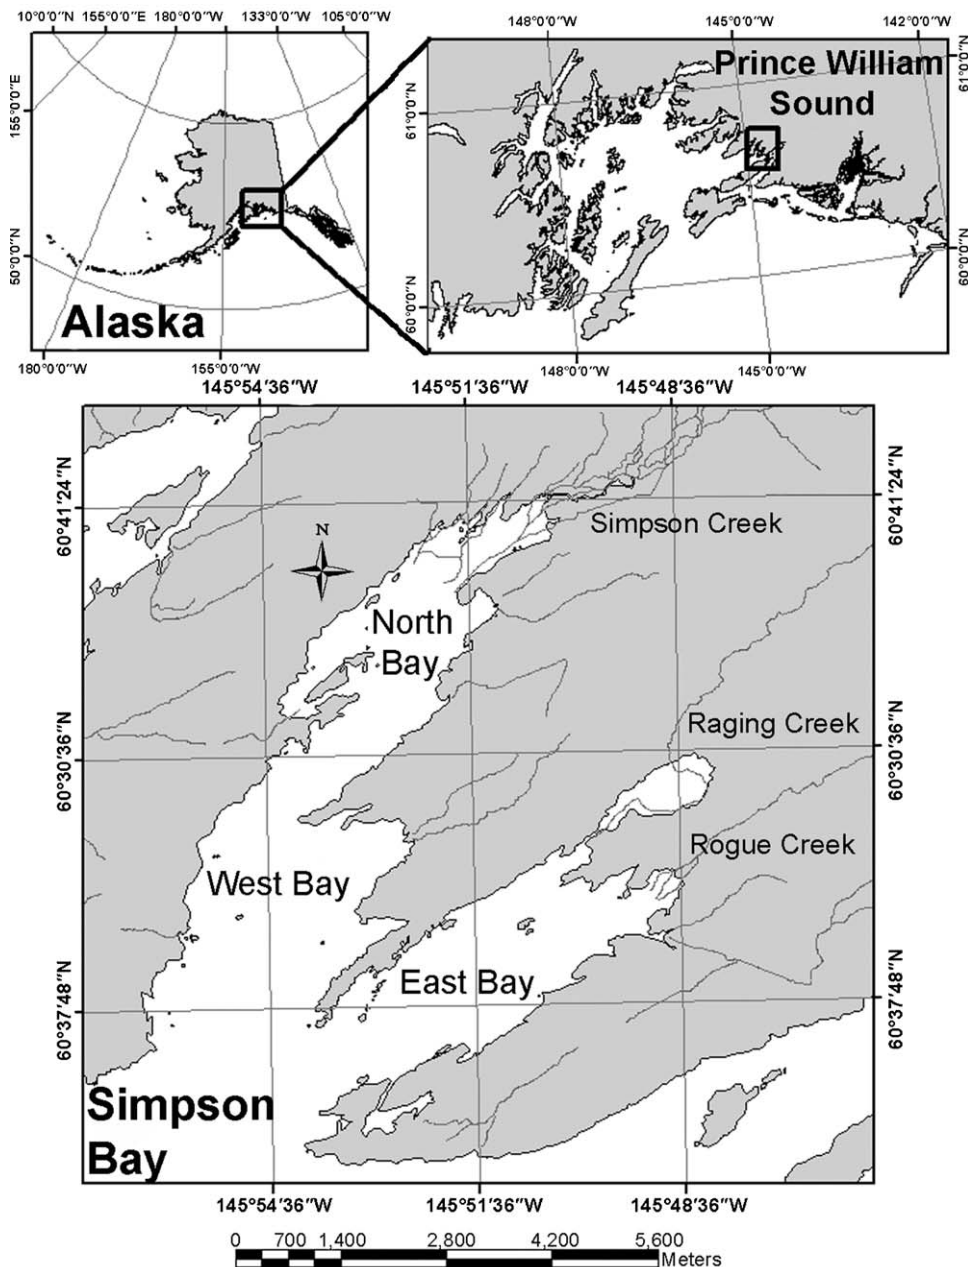 100°0'0"W 155°0'0"E 180°0'0"W 133°0'0"W 105°0'0"W
155°0'0"E
50°0'0"N
Alaska
180°0'0"W 155°0'0"W
148°0'0"W 145°0'0"W 142°0'0"W
61°0'0"N
61°0'0"N
60°0'0"N
60°0'0"N
Prince William
Sound
148°0'0"W 145°0'0"W
145°54'36"W 145°51'36"W 145°48'36"W
60°41'24"N
60°41'24"N
N
Simpson Creek
North
Bay
60°30'36"N
60°30'36"N
Raging Creek
Rogue Creek
West Bay
East Bay
60°37'48"N
60°37'48"N
Simpson
Bay
145°54'36"W 145°51'36"W 145°48'36"W
0 700 1,400 2,800 4,200 5,600
Meters